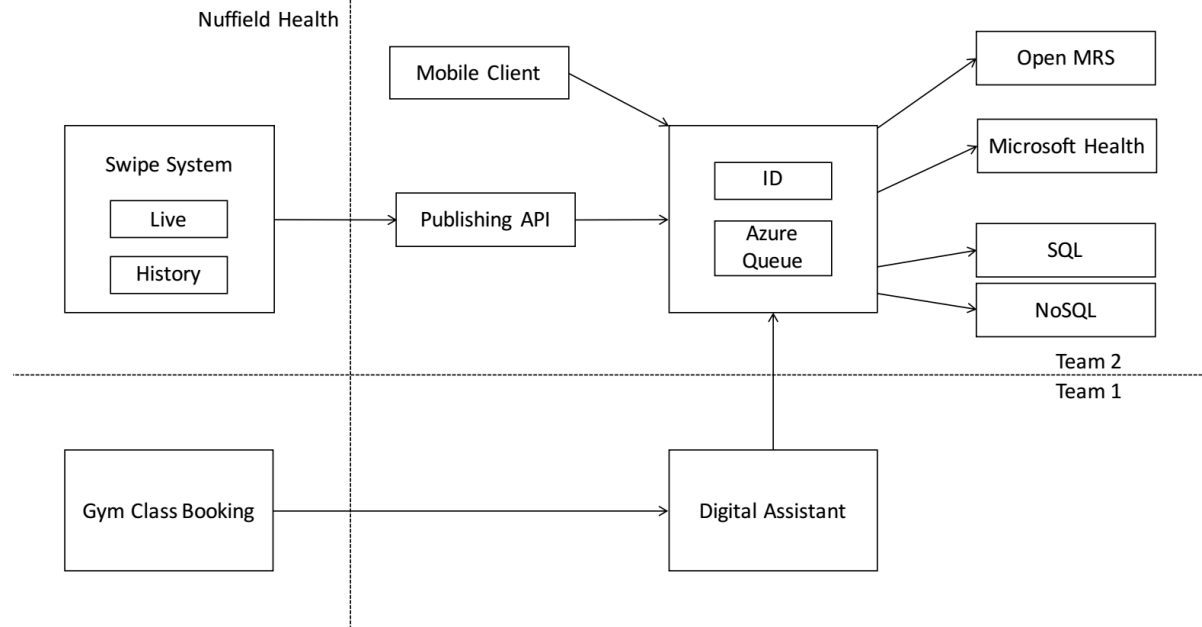 Nuffield Health
Mobile Client
Open MRS
Swipe System
Live
History
Publishing API
ID
Azure
Queue
Microsoft Health
SQL
NoSQL
Team 2
Team 1
Gym Class Booking
Digital Assistant